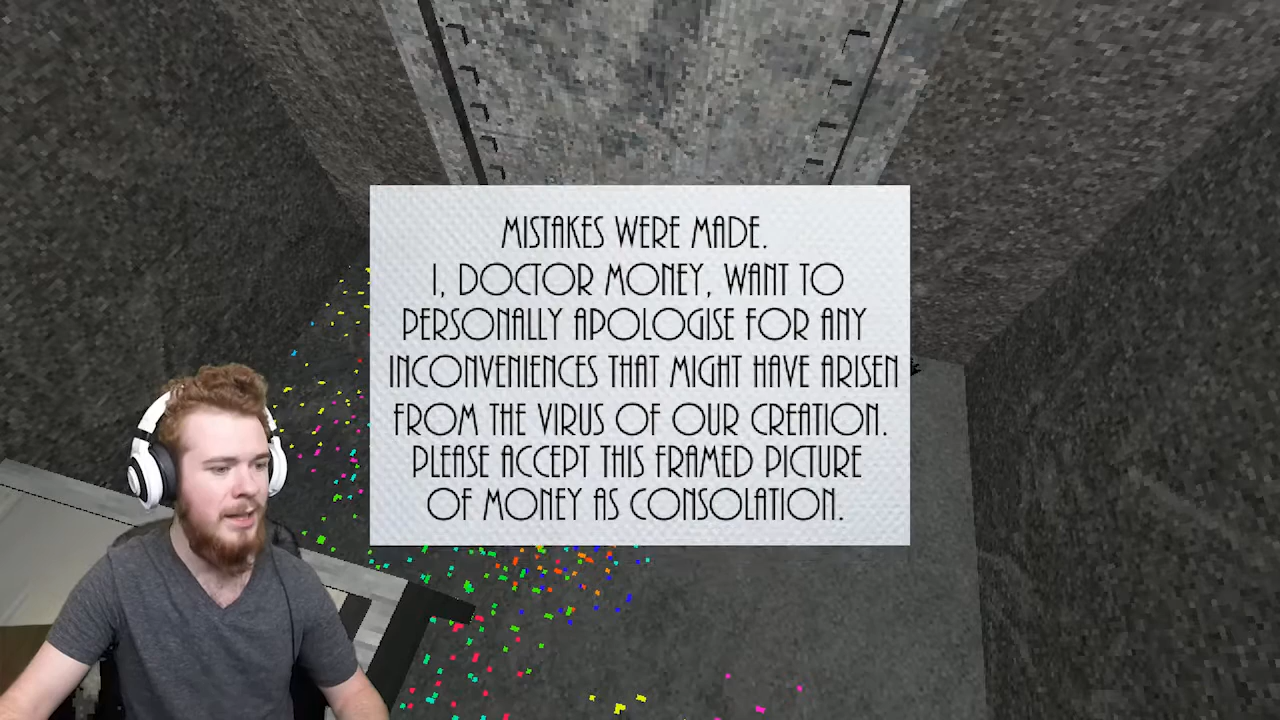 MISTAKES WERE MADE.
I, DOCTOR MONEY, WANT TO
PERSONALLY APOLOGISE FOR ANY
INCONVENIENCES THAT MIGHT HAVE ARISEN
FROM THE VIRUS OF OUR CREATION.
PLEASE ACCEPT THIS FRAMED PICTURE
OF MONEY AS CONSOLATION.